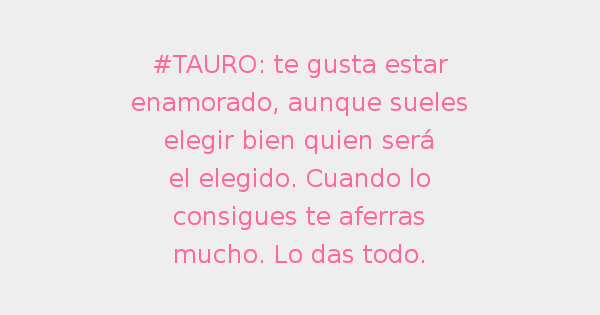 #TAURO: te gusta estar
enamorado, aunque sueles
elegir bien quien será
el elegido. Cuando lo
consigues te aferras
mucho. Lo das todo.